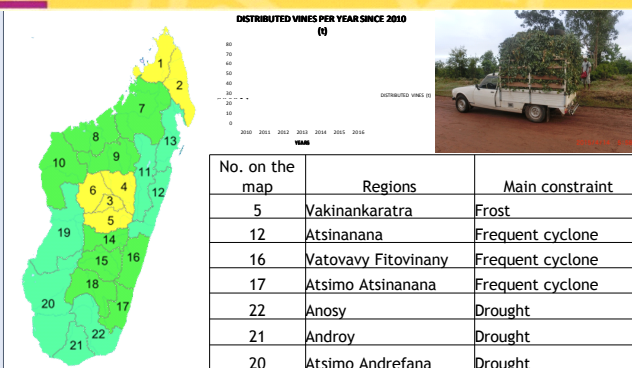 DISTRIBUTED VINES PER YEAR SINCE 2010
(t)
80
70
60
50
40
30
20
10
0
2010 2011 2012 2013 2014 2015 2016
YEARS
DISTRIBUTED VINES (t)
1
2
7
13
8
9
10
11
6
4
3
12
5
19
14
15
16
18
17
20
22
21
No. on the map Regions Main constraint
5 Vakinankaratra Frost
12 Atsinanana Frequent cyclone
16 Vatovavy Fitovinany Frequent cyclone
17 Atsimo Atsinanana Frequent cyclone
22 Anosy Drought
21 Androy Drought
20 Atsimo Andrefana Drought